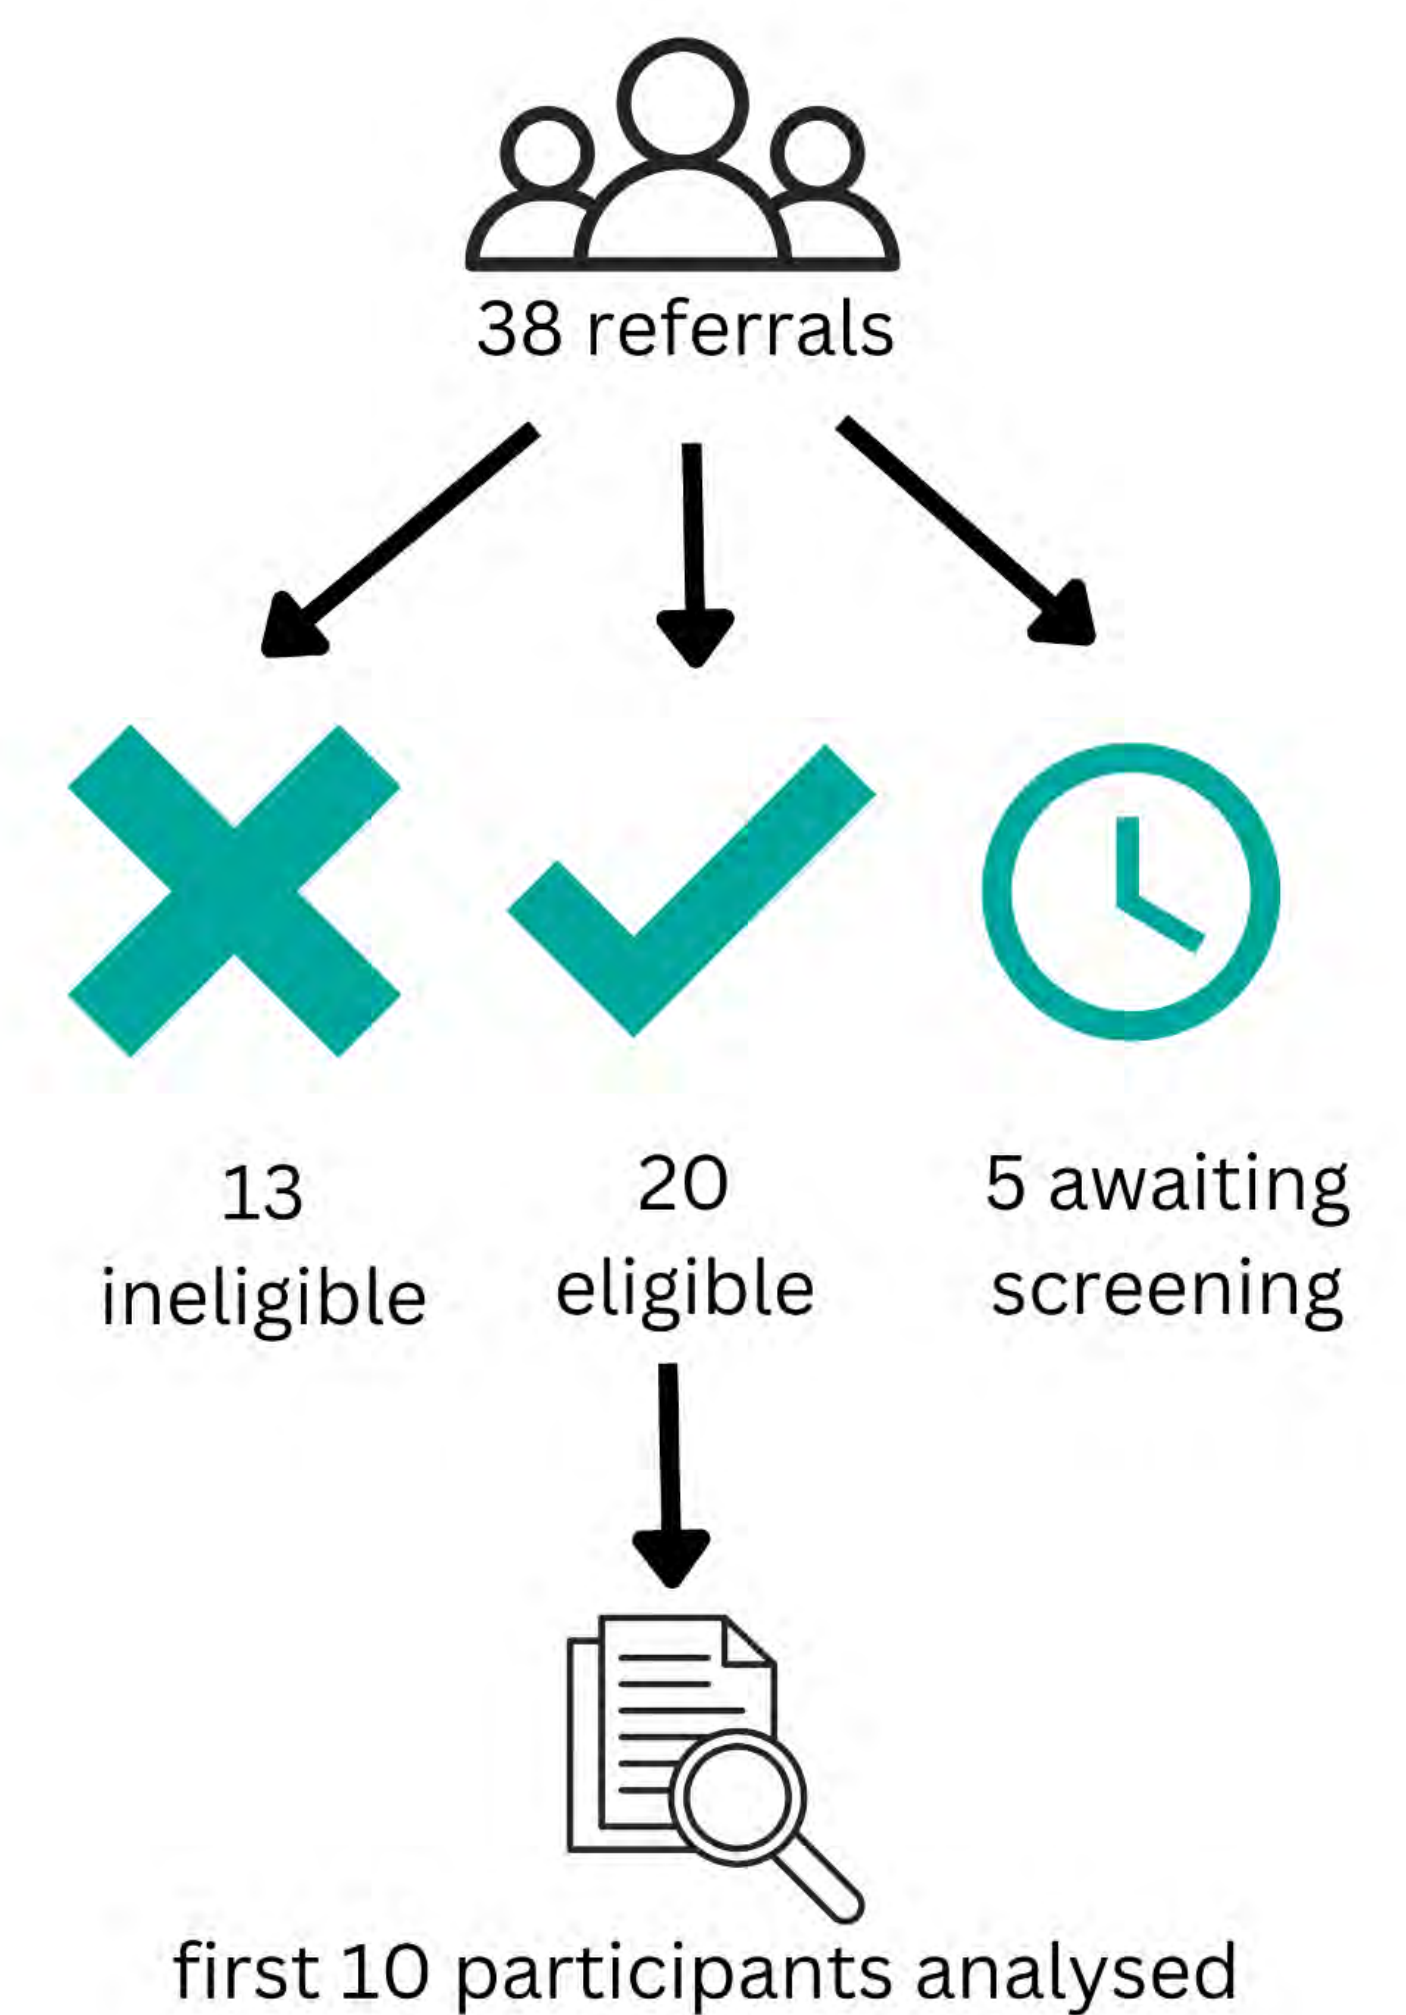 38 referrals
13
ineligible
20
eligible
5 awaiting
screening
first 10 participants analysed